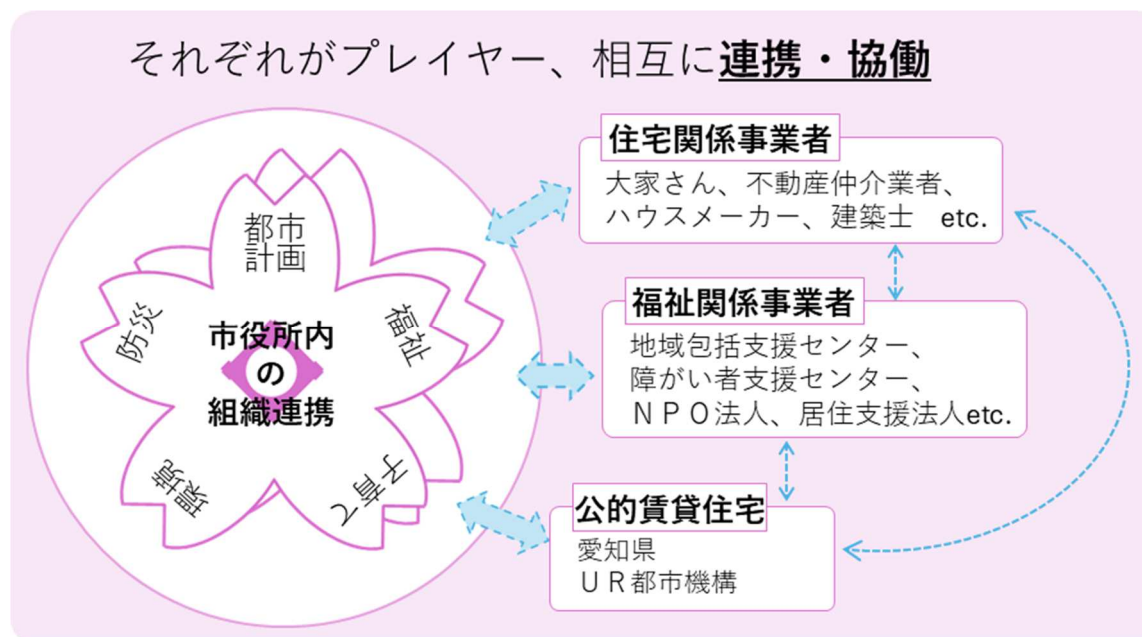 それぞれがプレイヤー、相互に連携・協働
都市
計画
防災
福祉
市役所内
の
組織連携
環境
子育て
住宅関係事業者
大家さん、不動産仲介業者、
ハウスメーカー、建築士 etc.
福祉関係事業者
地域包括支援センター、
障がい者支援センター、
ＮＰＯ法人、居住支援法人etc.
公的賃貸住宅
愛知県
ＵＲ都市機構